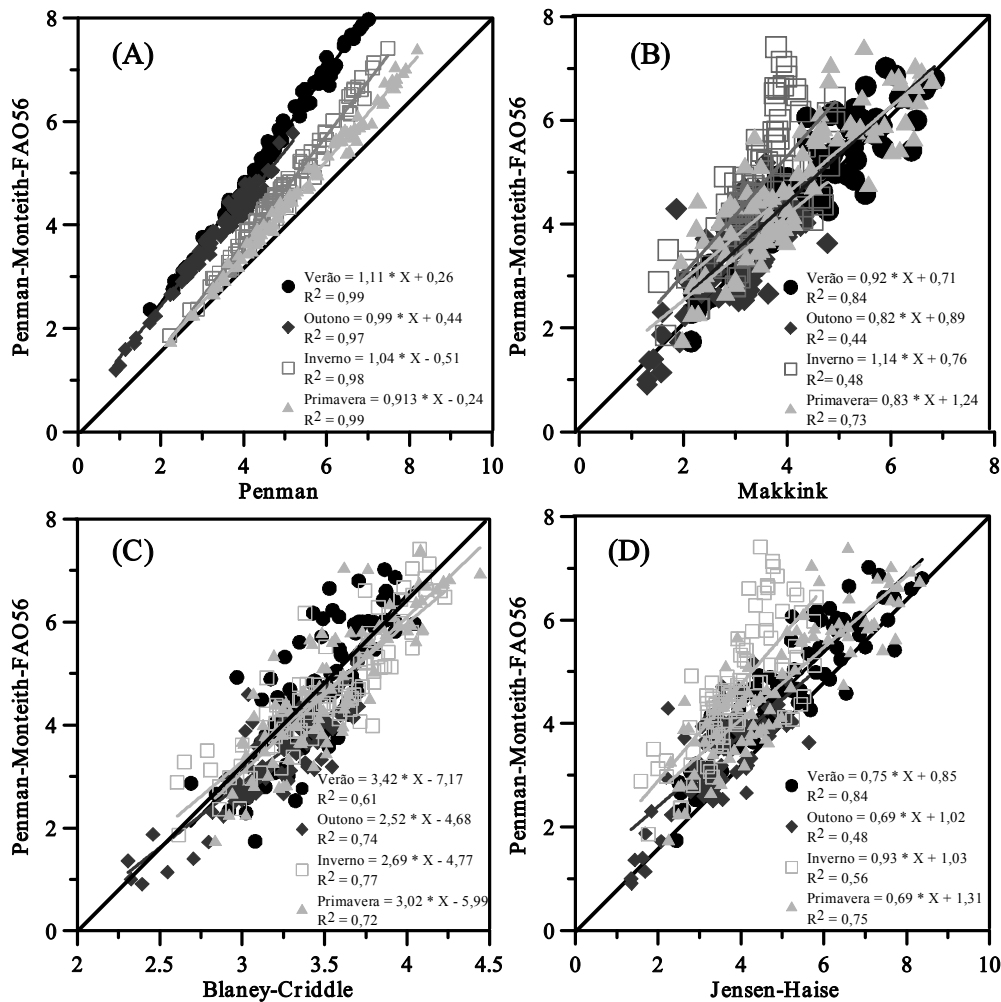 (A)
Penman-Monteith-FAO56
8
6
4
2
0
Verão = 1,11 * X + 0,26
R2 = 0,99
Outono = 0,99 * X + 0,44
R2 = 0,97
Inverno = 1,04 * X - 0,51
R2 = 0,98
Primavera = 0,913 * X - 0,24
R2 = 0,99
0 2 4 6 8 10
Penman
(B)
Penman-Monteith-FAO56
8
6
4
2
0
Verão = 0,92 * X + 0,71
R2 = 0,84
Outono = 0,82 * X + 0,89
R2 = 0,44
Inverno = 1,14 * X + 0,76
R2= 0,48
Primavera= 0,83 * X + 1,24
R2 = 0,73
0 2 4 6 8
Makkink
(C)
Penman-Monteith-FAO56
8
6
4
2
0
Verão = 3,42 * X - 7,17
R2 = 0,61
Outono = 2,52 * X - 4,68
R2 = 0,74
Inverno = 2,69 * X - 4,77
R2 = 0,77
Primavera = 3,02 * X - 5,99
R2 = 0,72
2 2.5 3 3.5 4 4.5
Blaney-Criddle
(D)
Penman-Monteith-FAO56
8
6
4
2
0
Verão = 0,75 * X + 0,85
R2 = 0,84
Outono = 0,69 * X + 1,02
R2 = 0,48
Inverno = 0,93 * X + 1,03
R2 = 0,56
Primavera = 0,69 * X + 1,31
R2 = 0,75
0 2 4 6 8 10
Jensen-Haise